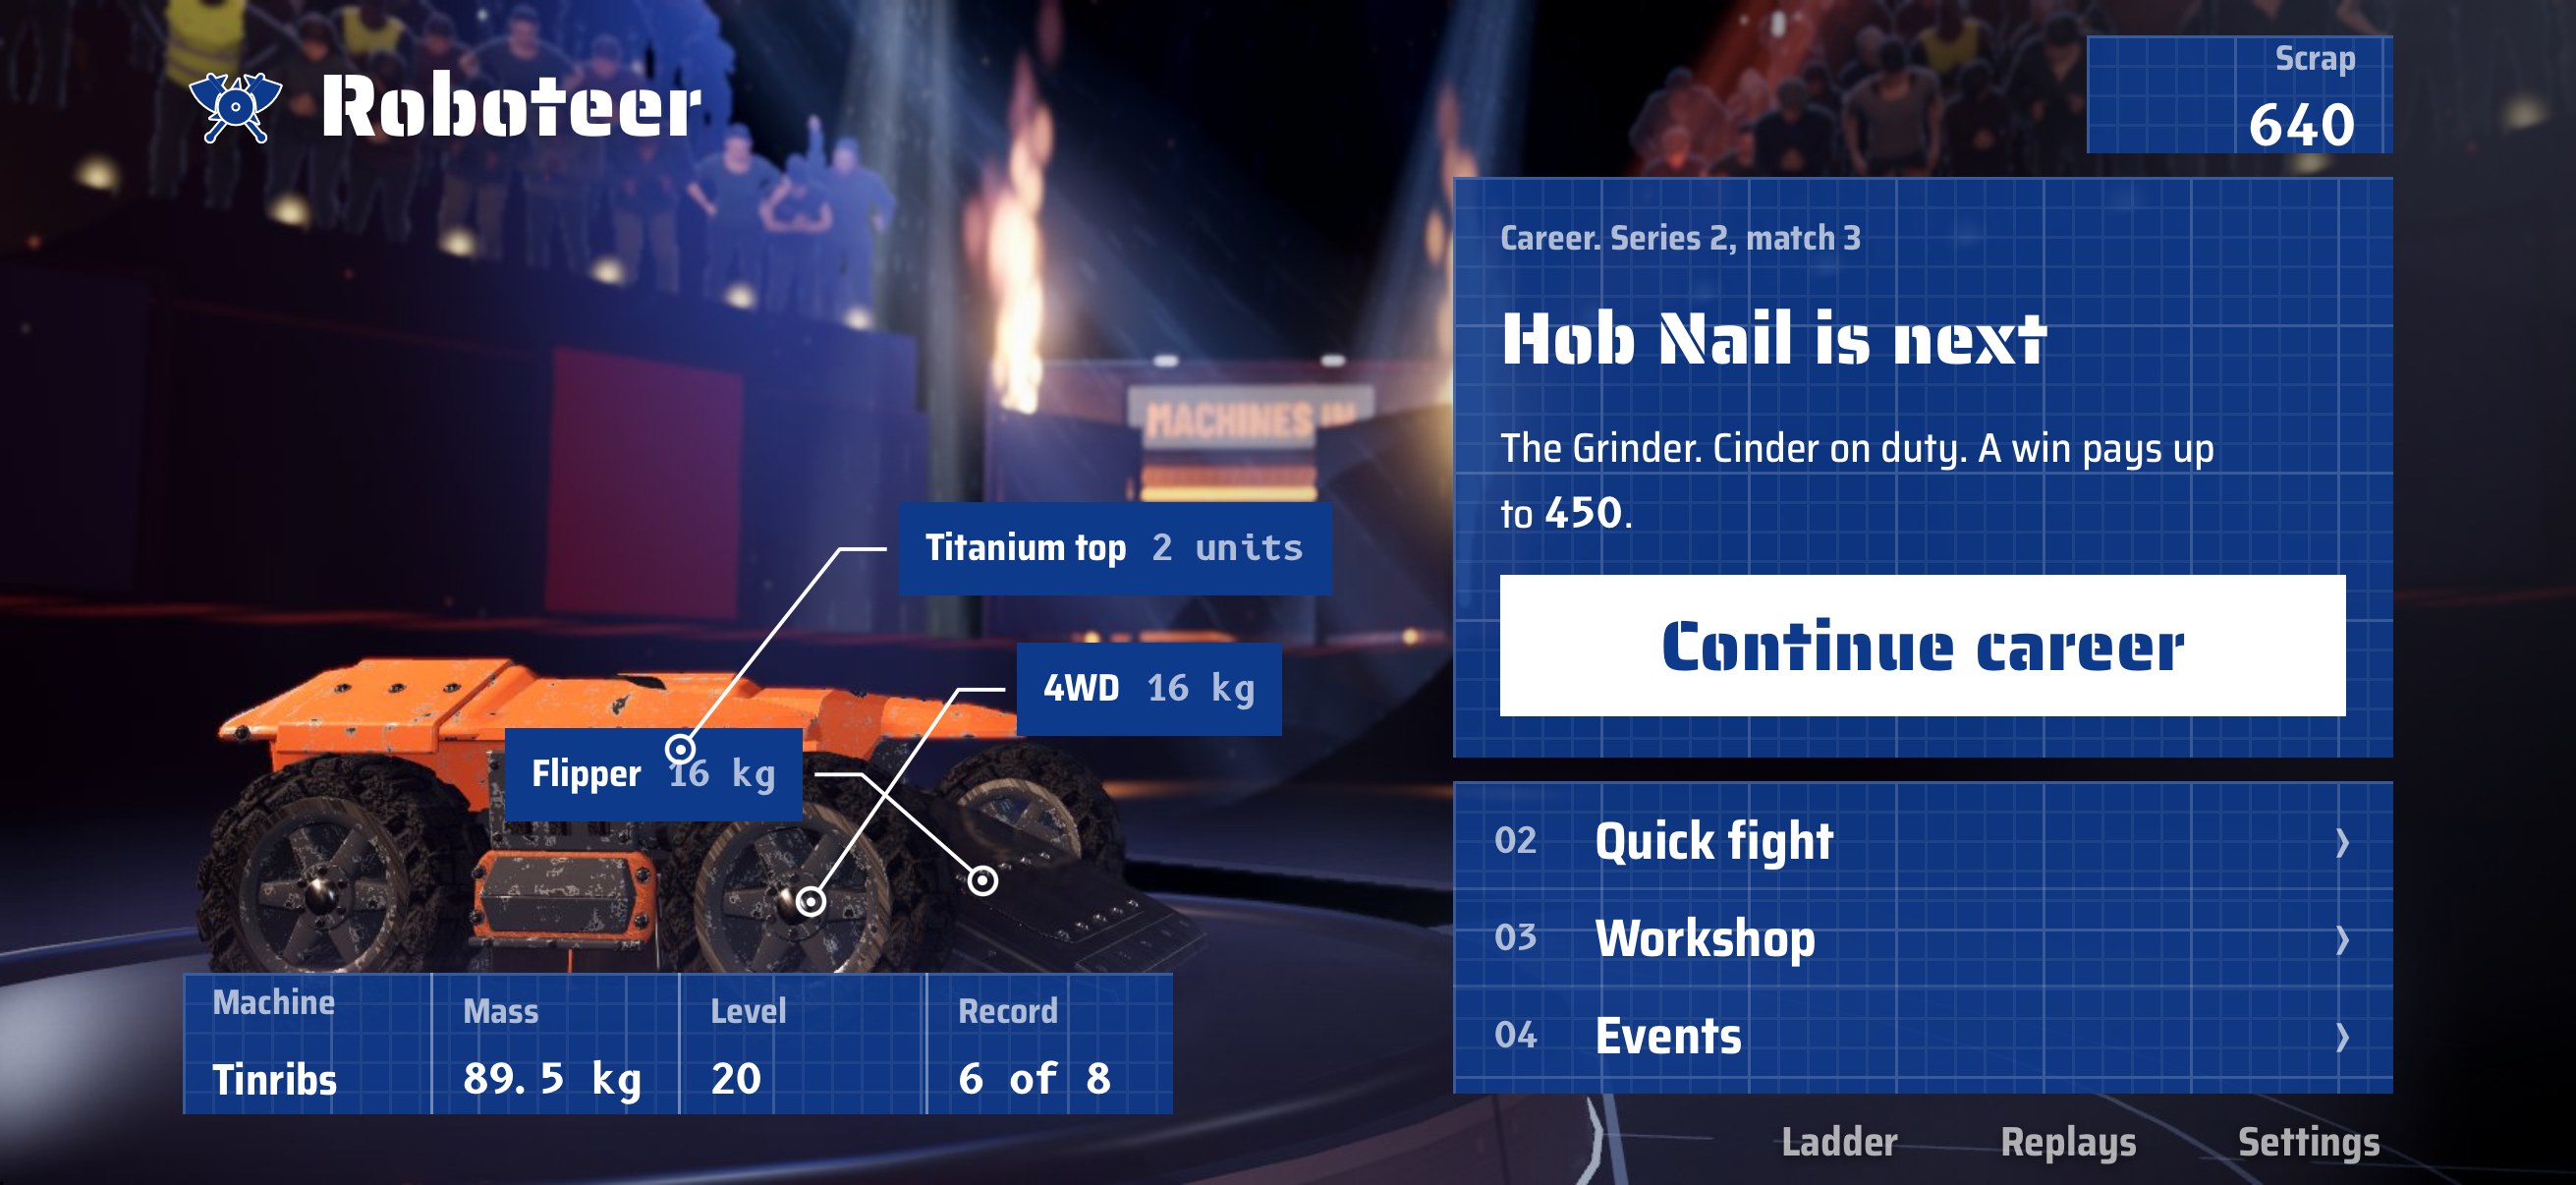 Roboteer
Scrap
640
Career. Series 2, match 3
Hob Nail is next
The Grinder. Cinder on duty. A win pays up
to 450.
Continue career
MACHINES IN
Titanium top 2 units
4WD 16 kg
Flipper 16 kg
02 Quick fight
03 Workshop
04 Events
Machine
Tinribs
Mass
89.5 kg
Level
20
Record
6 of 8
Ladder
Replays
Settings